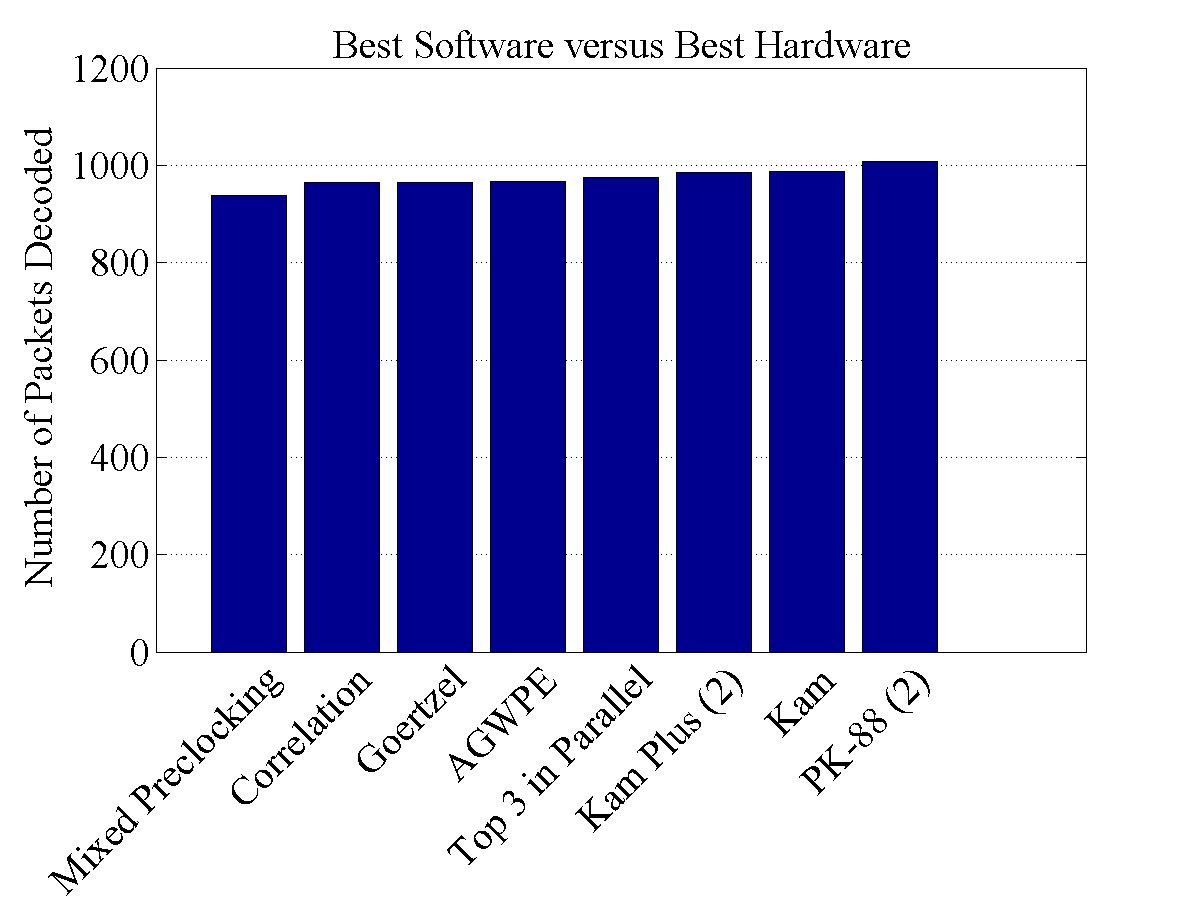 Best Software versus Best Hardware
Number of Packets Decoded
1200
1000
800
600
400
200
0
Mixed Preclocking
Correlation
Goertzel
AGWPE
Top 3 in Parallel
Kam Plus (2)
Kam
PK-88 (2)